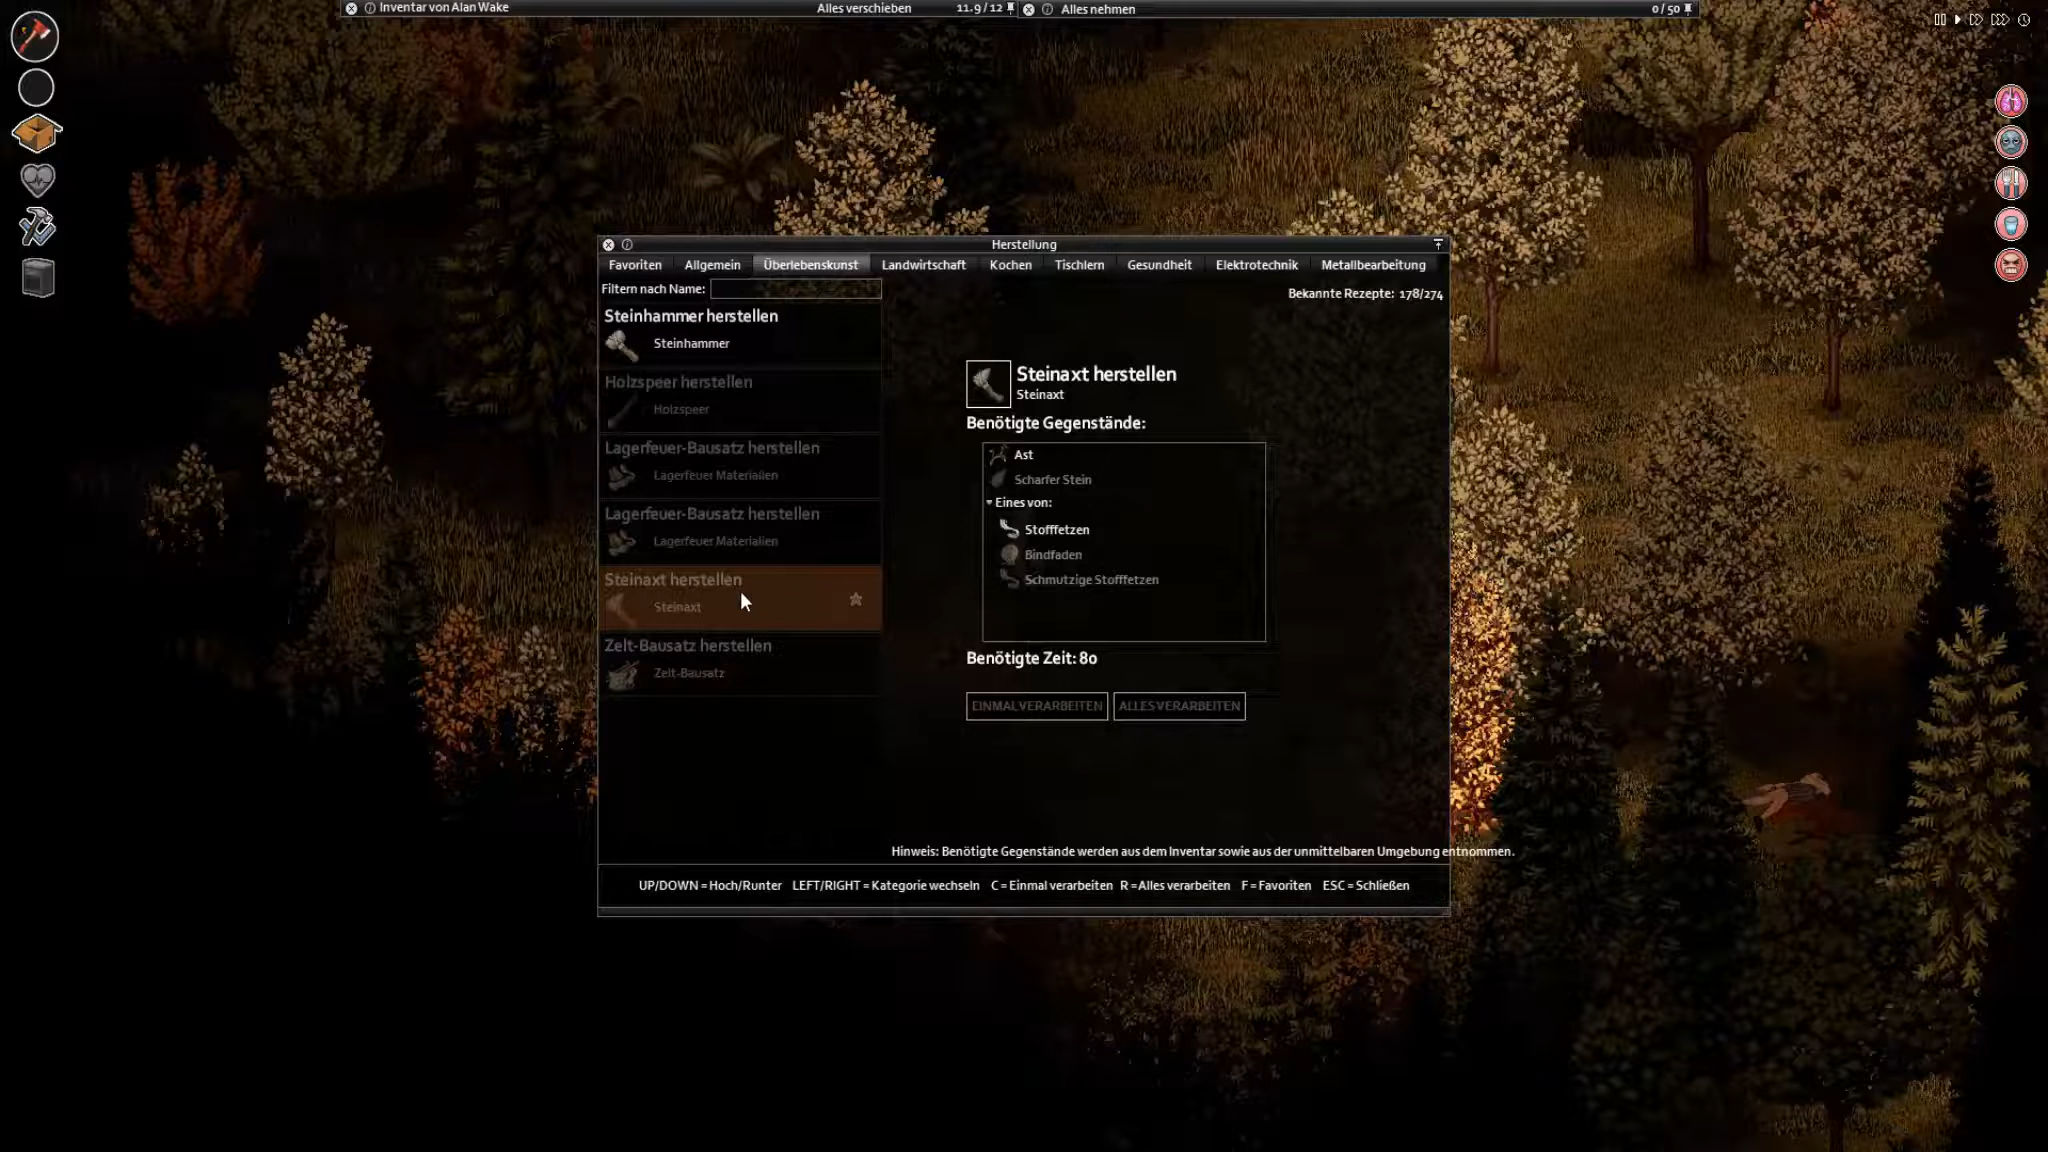 Inventar von Alan Wake Alles verschieben 11.9 / 12 Alles nehmen 0 / 50
Herstellung
Favoriten Allgemein Überlebenskunst Landwirtschaft Kochen Tischlern Gesundheit Elektrotechnik Metallbearbeitung
Filtern nach Name:
Bekannte Rezepte: 178/274
Steinhammer herstellen
Steinhammer
Holzspeer herstellen
Holzspeer
Lagerfeuer-Bausatz herstellen
Lagerfeuer Materialien
Lagerfeuer-Bausatz herstellen
Lagerfeuer Materialien
Steinaxt herstellen
Steinaxt
Zelt-Bausatz herstellen
Zelt-Bausatz
Steinaxt herstellen
Steinaxt
Benötigte Gegenstände:
Ast
Scharfer Stein
Eines von:
Stofffetzen
Bindfaden
Schmutzige Stofffetzen
Benötigte Zeit: 80
EINMAL VERARBEITEN ALLES VERARBEITEN
Hinweis: Benötigte Gegenstände werden aus dem Inventar sowie aus der unmittelbaren Umgebung entnommen.
UP/DOWN = Hoch/Runter LEFT/RIGHT = Kategorie wechseln C = Einmal verarbeiten R = Alles verarbeiten F = Favoriten ESC = Schließen